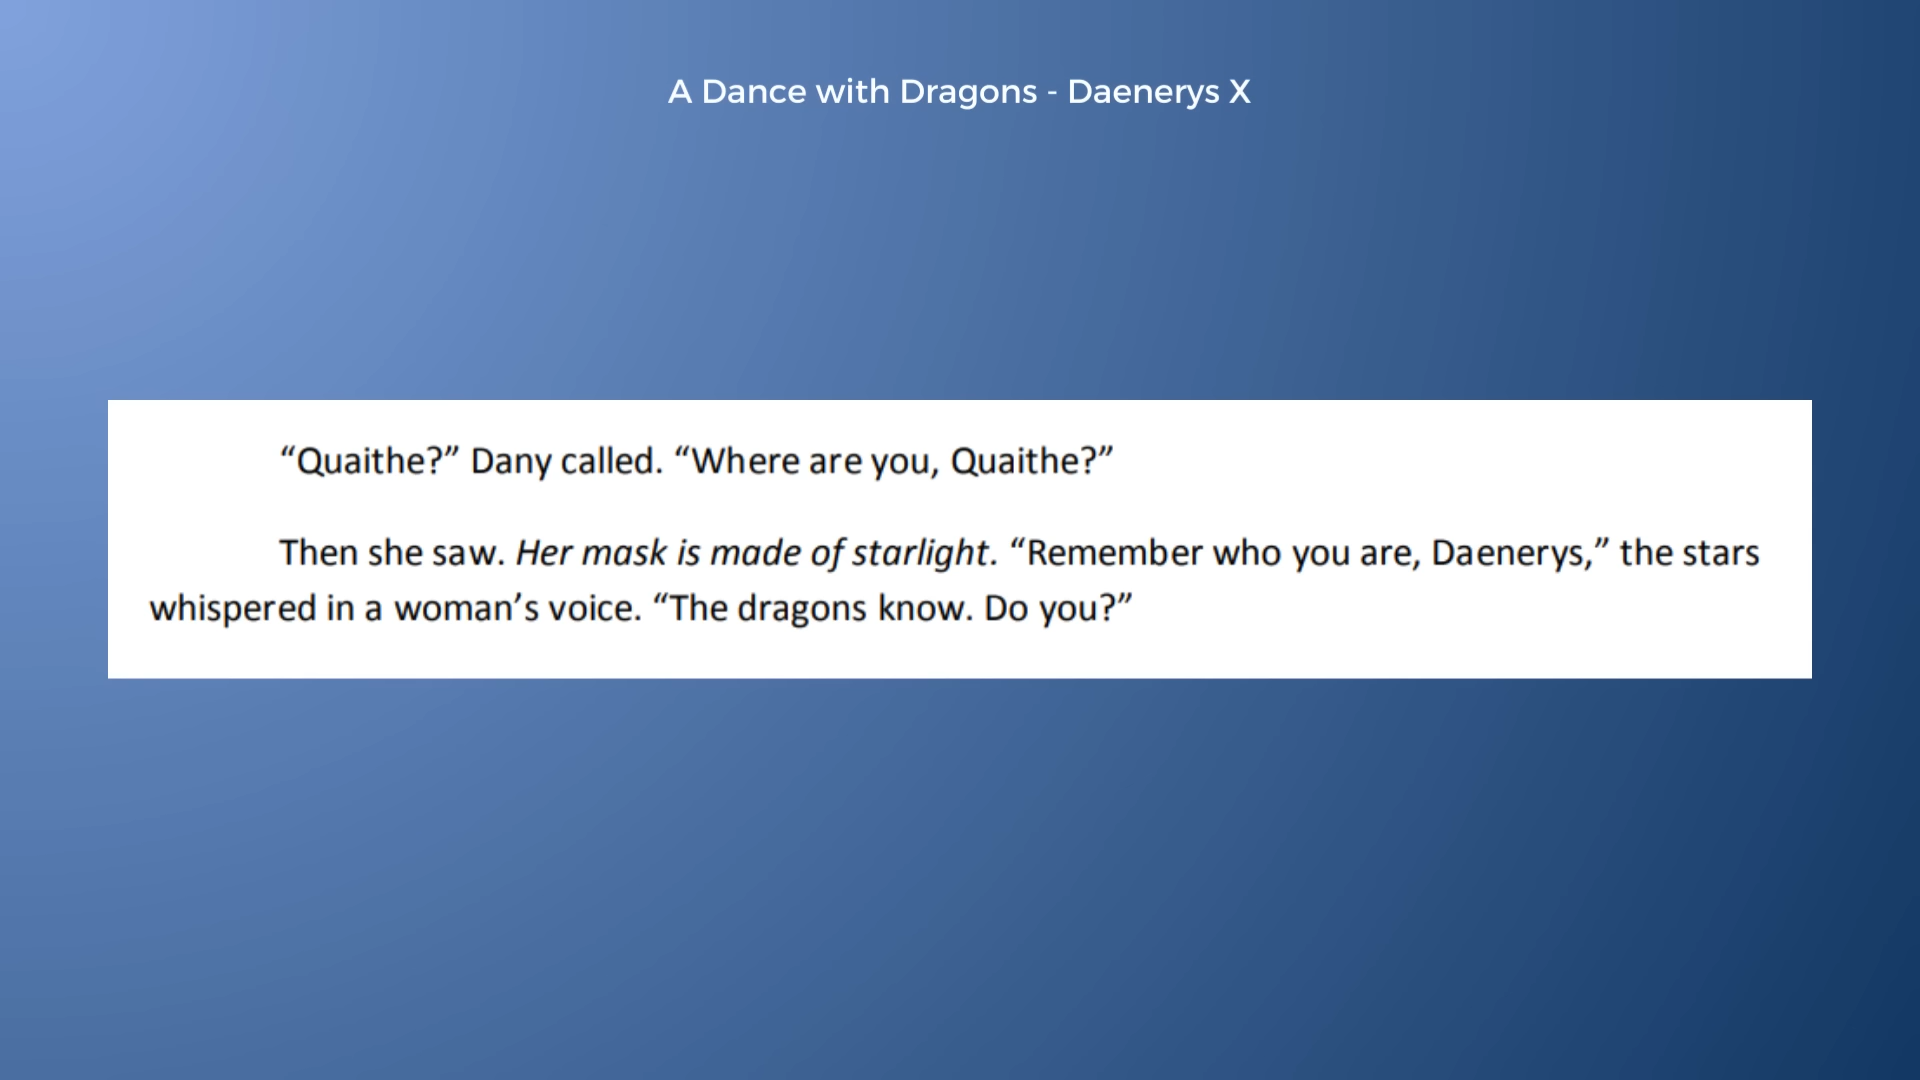 A Dance with Dragons - Daenerys X
“Quaithe?” Dany called. “Where are you, Quaithe?”
Then she saw. Her mask is made of starlight. “Remember who you are, Daenerys,” the stars
whispered in a woman’s voice. “The dragons know. Do you?”